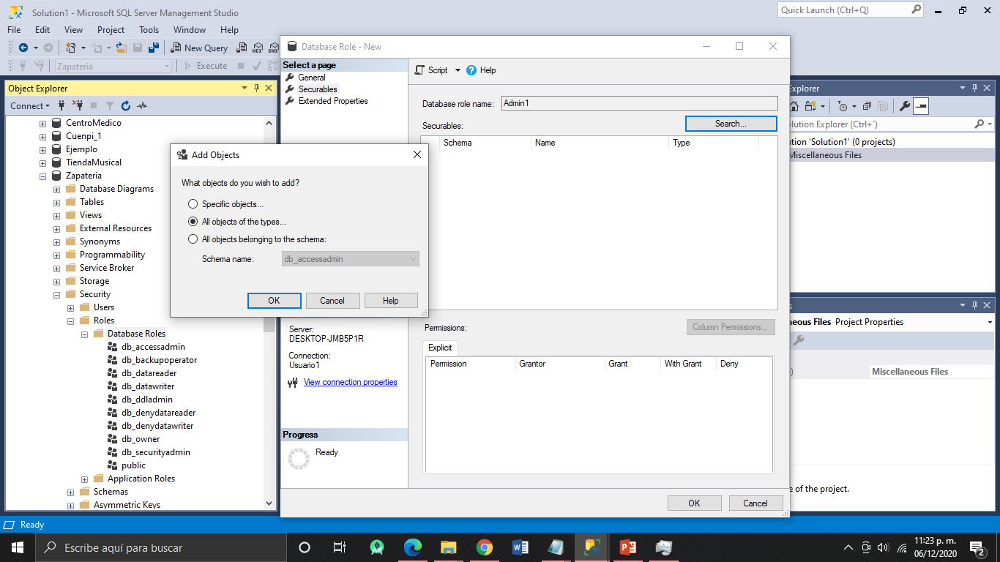 Solution1 - Microsoft SQL Server Management Studio
Quick Launch (Ctrl+Q)
File Edit View Project Tools Window Help
New Query MDX DMX
Zapateria Execute
Object Explorer
Connect
CentroMedico
Cuenpi_1
Ejemplo
TiendaMusical
Zapateria
Database Diagrams
Tables
Views
External Resources
Synonyms
Programmability
Service Broker
Storage
Security
Users
Roles
Database Roles
db_accessadmin
db_backupoperator
db_datareader
db_datawriter
db_ddladmin
db_denydatareader
db_denydatawriter
db_owner
db_securityadmin
public
Application Roles
Schemas
Asymmetric Keys
Add Objects
What objects do you wish to add?
Specific objects...
All objects of the types...
All objects belonging to the schema:
Schema name: db_accessadmin
OK Cancel Help
Database Role - New
Select a page
General
Securables
Extended Properties
Server:
DESKTOP-JMB5P1R
Connection:
Usuario1
View connection properties
Progress
Ready
Script Help
Database role name: Admin1
Securables: Search...
Schema Name Type
Permissions: Column Permissions...
Explicit
Permission Grantor Grant With Grant Deny
OK Cancel
Explorer
olution Explorer (Ctrl+´)
tion 'Solution1' (0 projects)
Miscellaneous Files
s
neous Files Project Properties
Miscellaneous Files
e of the project.
Ready
Escribe aquí para buscar
11:23 p. m.
06/12/2020
2